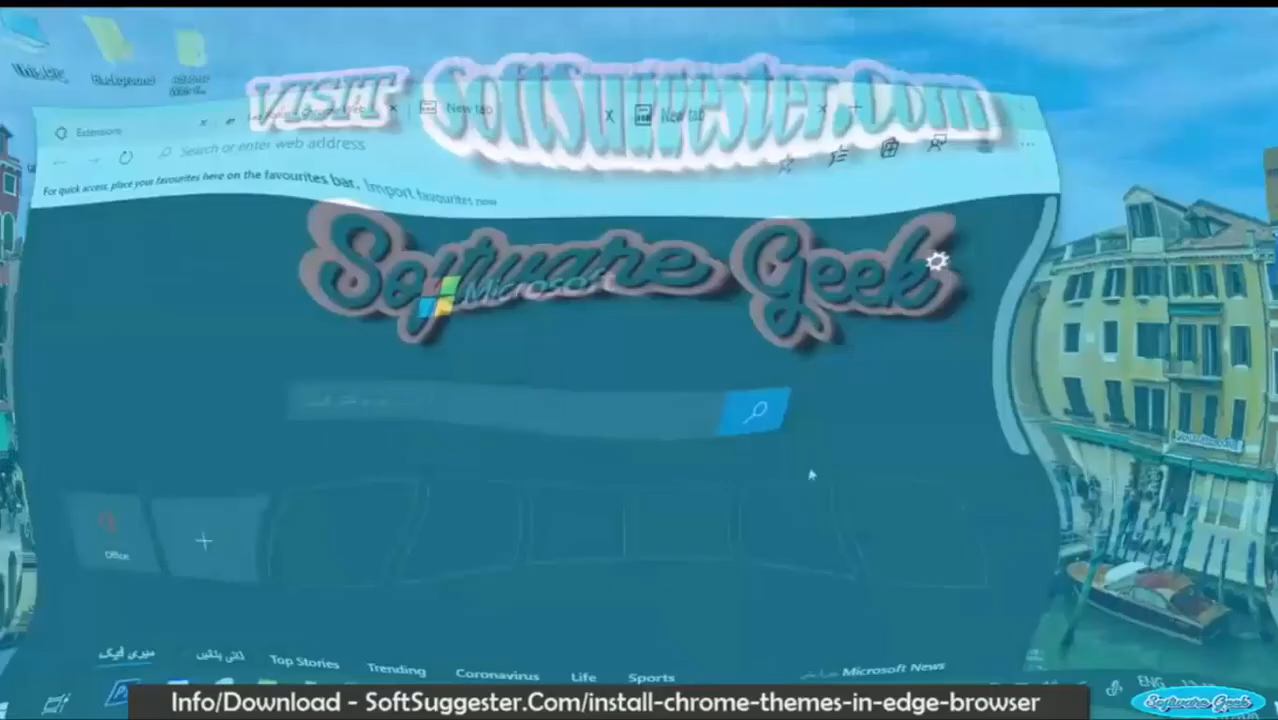 VISIT SoftSuggester.Com
Extensions
New tab
New tab
Search or enter web address
For quick access, place your favourites here on the favourites bar, Import favourites now
Software Geek
Microsoft
Office
Top Stories
Trending
Coronavirus
Life
Sports
Microsoft News
ENG
Info/Download - SoftSuggester.Com/install-chrome-themes-in-edge-browser
Software Geek